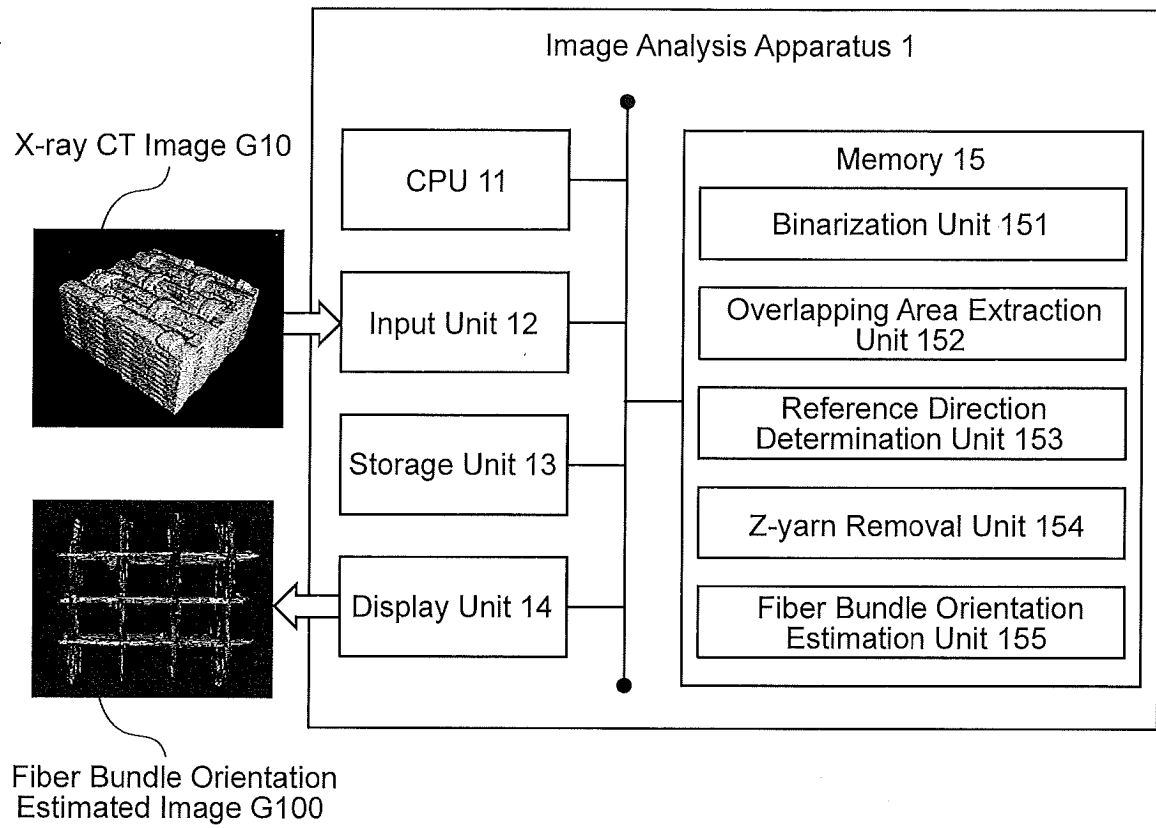 Image Analysis Apparatus 1
X-ray CT Image G10
CPU 11
Input Unit 12
Storage Unit 13
Display Unit 14
Memory 15
Binarization Unit 151
Overlapping Area Extraction
Unit 152
Reference Direction
Determination Unit 153
Z-yarn Removal Unit 154
Fiber Bundle Orientation
Estimation Unit 155
Fiber Bundle Orientation
Estimated Image G100